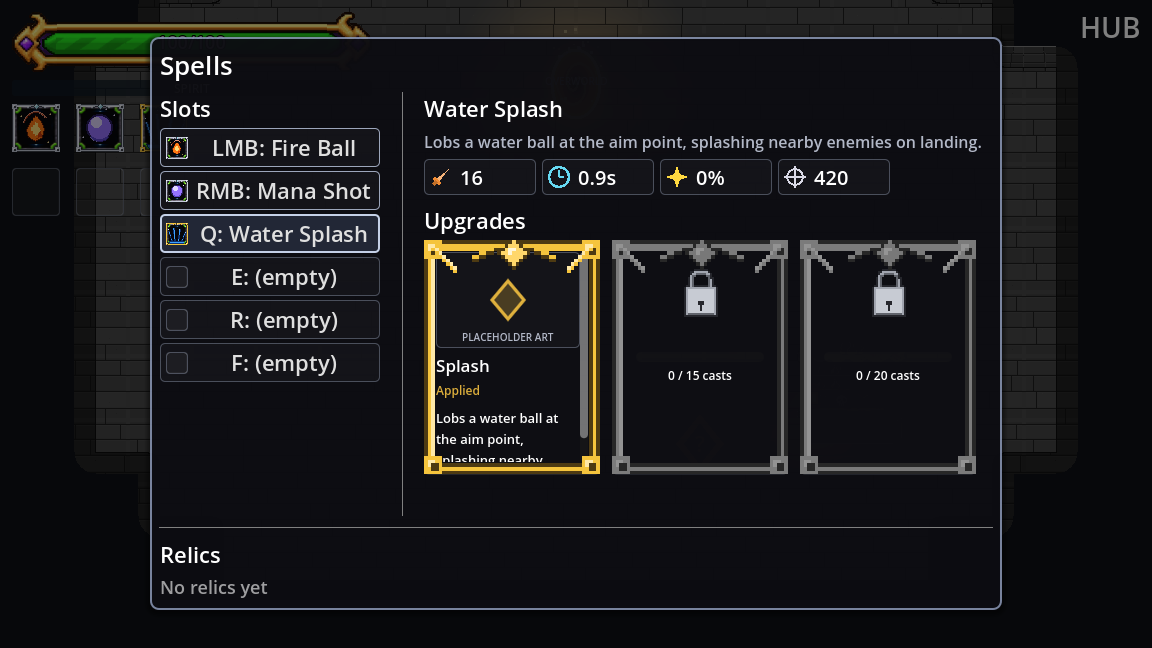 HUB
Spells
Slots
LMB: Fire Ball
RMB: Mana Shot
Q: Water Splash
E: (empty)
R: (empty)
F: (empty)
Water Splash
Lobs a water ball at the aim point, splashing nearby enemies on landing.
16
0.9s
0%
420
Upgrades
PLACEHOLDER ART
Splash
Applied
Lobs a water ball at
the aim point,
splashing nearby
0 / 15 casts
0 / 20 casts
Relics
No relics yet